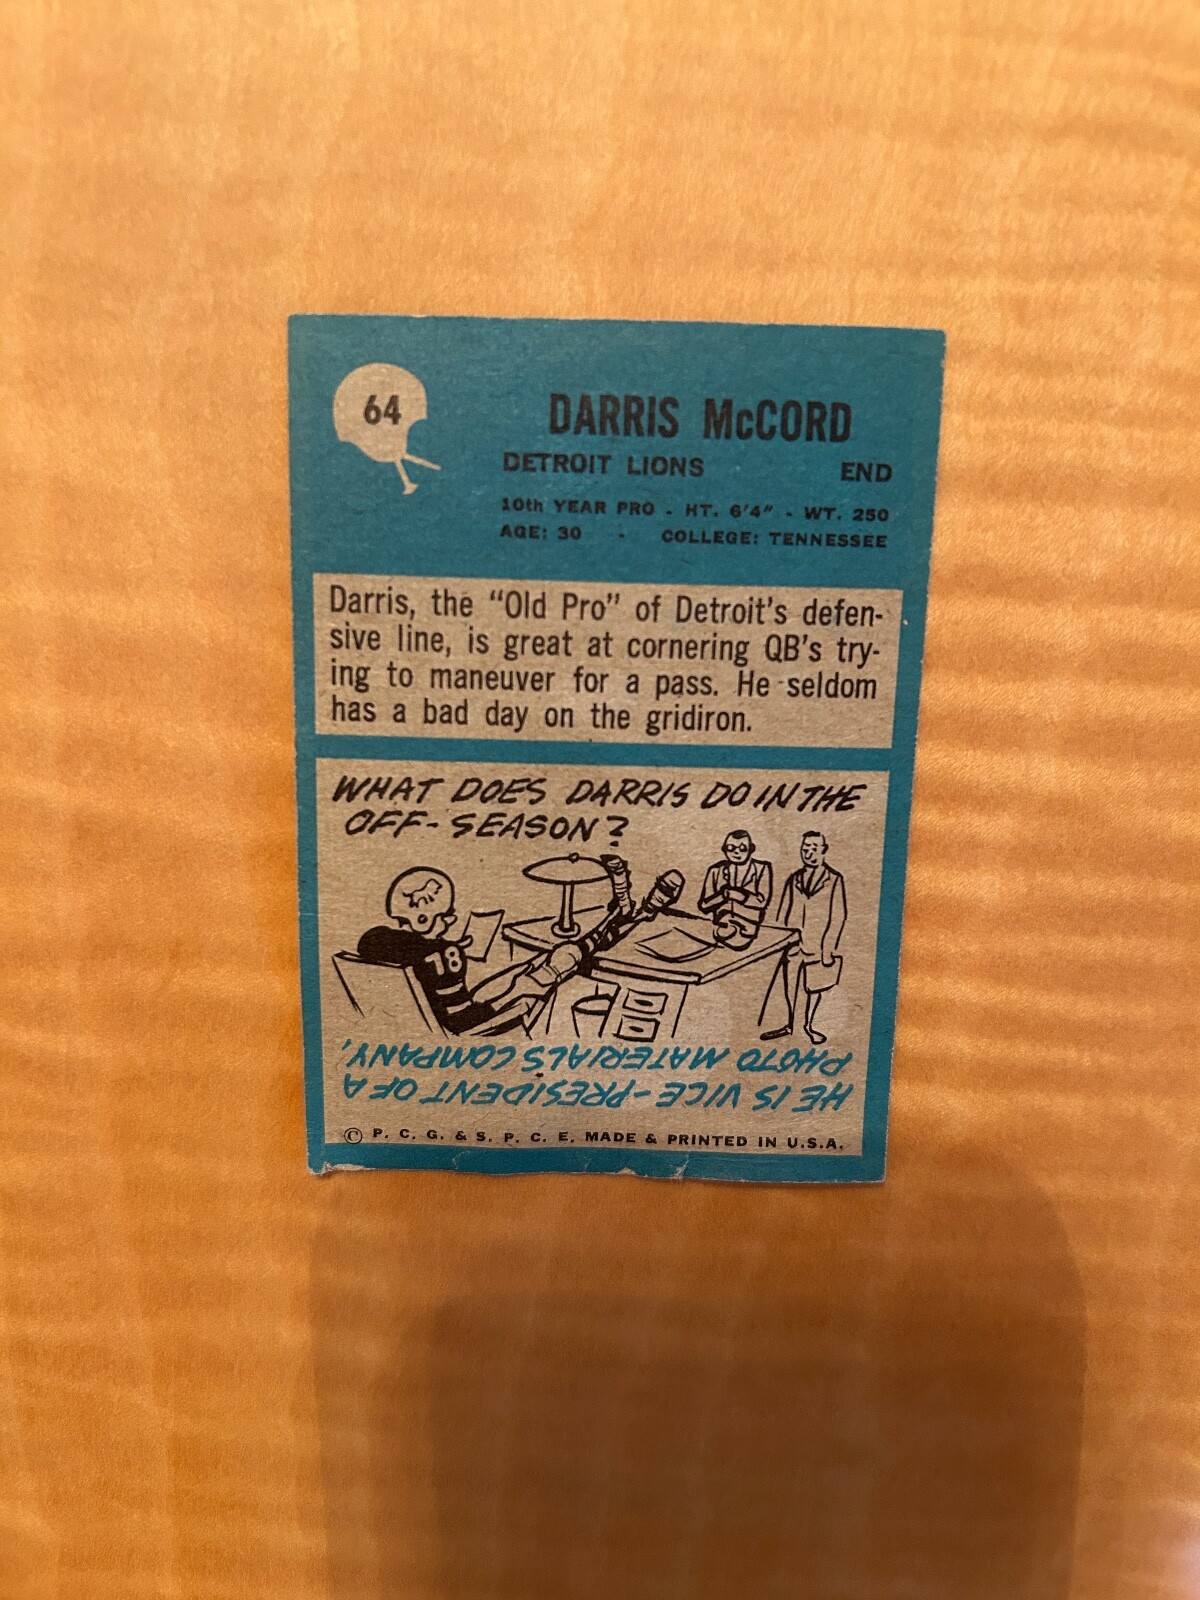 64
DARRIS McCORD
DETROIT LIONS END
10th YEAR PRO - HT. 6'4" - WT. 250
AGE: 30 - COLLEGE: TENNESSEE
Darris, the "Old Pro" of Detroit's defen-
sive line, is great at cornering QB's try-
ing to maneuver for a pass. He seldom
has a bad day on the gridiron.
WHAT DOES DARRIS DO IN THE
OFF-SEASON?
78
HE IS VICE-PRESIDENT OF A
PHOTO MATERIALS COMPANY,
© P. C. G. & S. P. C. E. MADE & PRINTED IN U.S.A.